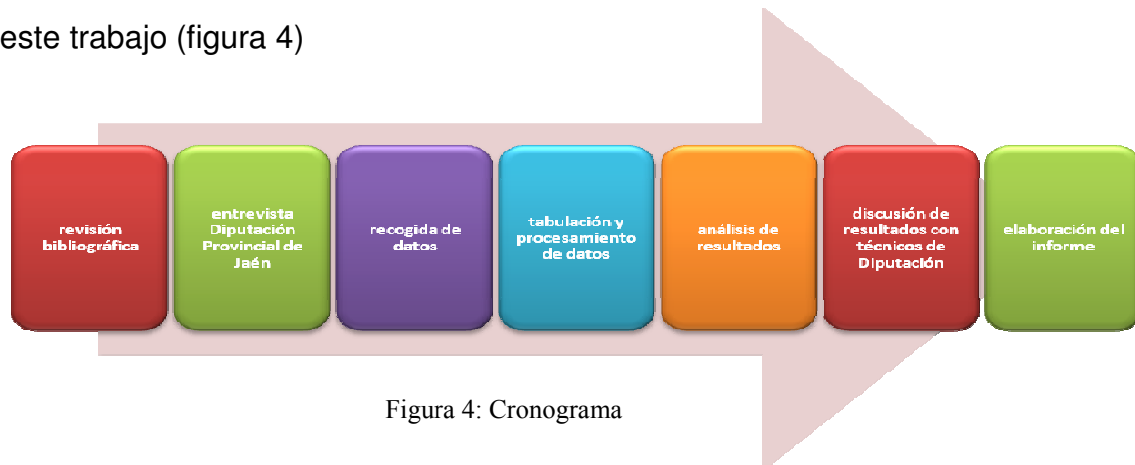 este trabajo (figura 4)
revisión
bibliográfica
entrevista
Diputación
Provincial de
Jaén
recogida de
datos
tabulación y
procesamiento
de datos
análisis de
resultados
discusión de
resultados con
técnicos de
Diputación
elaboración del
informe
Figura 4: Cronograma